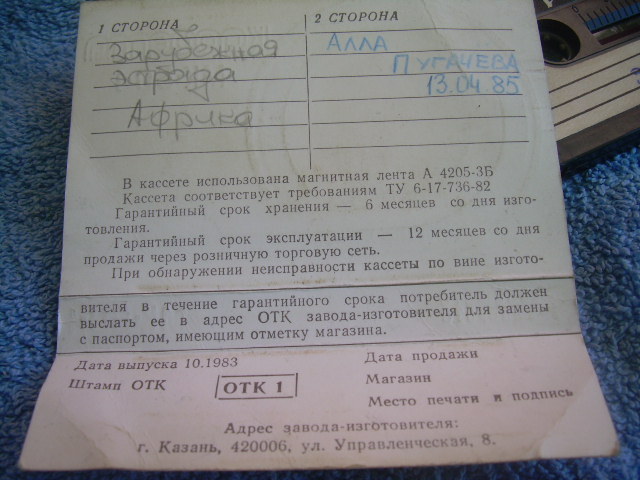 1 СТОРОНА
2 СТОРОНА
Зарубежная
эстрада
Африка
АЛЛА
ПУГАЧЕВА
13.04 85
В кассете использована магнитная лента А 4205-3Б
Кассета соответствует требованиям ТУ 6-17-736-82
Гарантийный срок хранения — 6 месяцев со дня изго-
товления.
Гарантийный срок эксплуатации — 12 месяцев со дня
продажи через розничную торговую сеть.
При обнаружении неисправности кассеты по вине изгото-
вителя в течение гарантийного срока потребитель должен
выслать ее в адрес ОТК завода-изготовителя для замены
с паспортом, имеющим отметку магазина.
Дата выпуска 10.1983
Штамп ОТК
ОТК 1
Дата продажи
Магазин
Место печати и подпись
Адрес завода-изготовителя:
г. Казань, 420006, ул. Управленческая, 8.